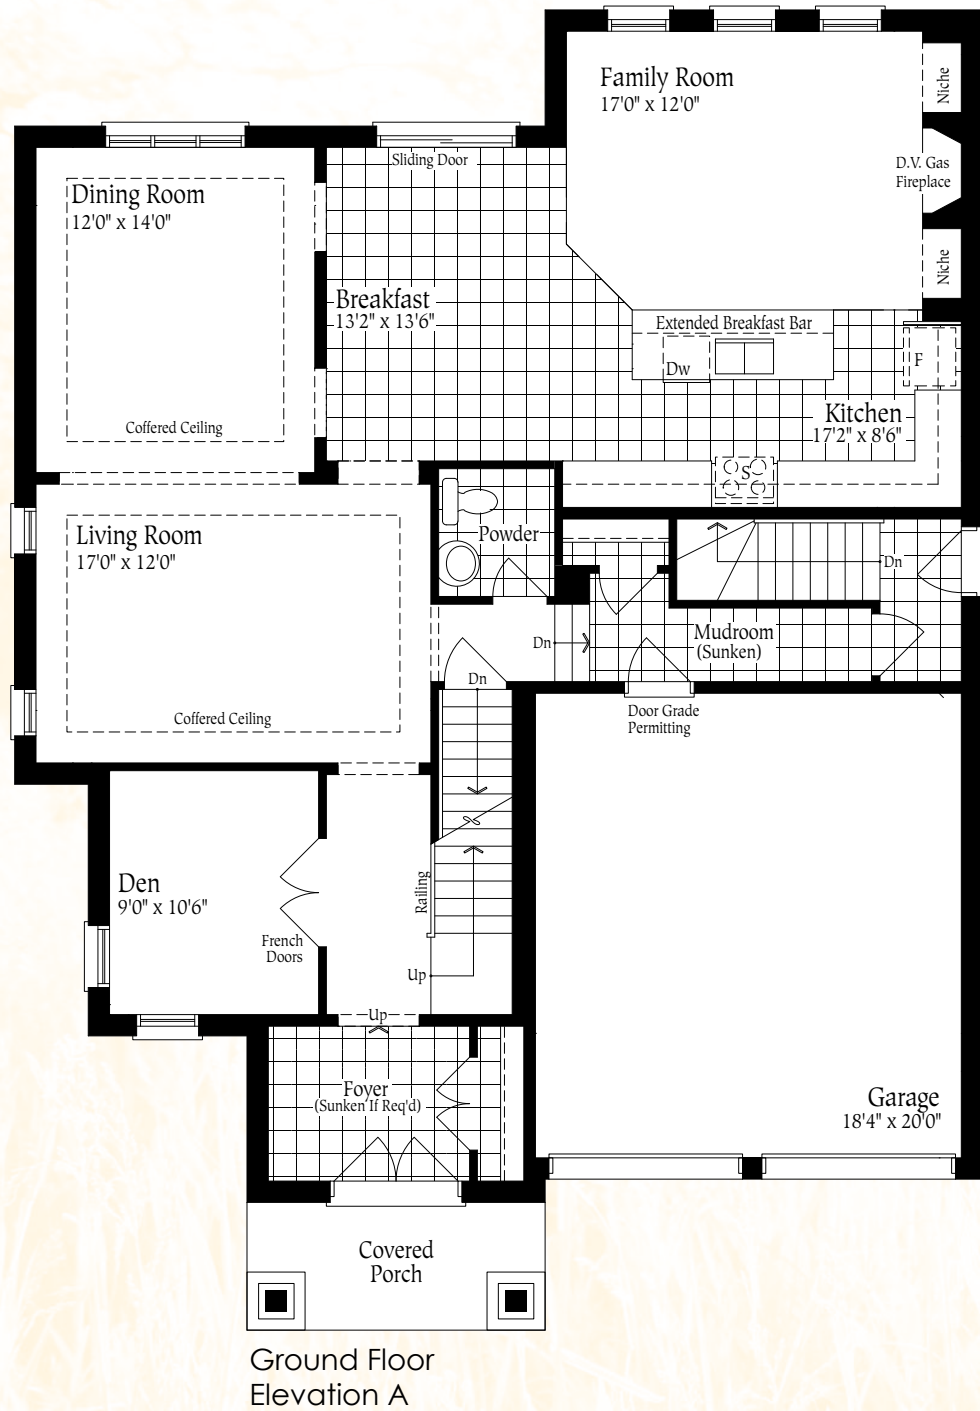 Family Room
17'0" x 12'0"
Niche
D.V. Gas
Fireplace
Niche
Sliding Door
Dining Room
12'0" x 14'0"
Coffered Ceiling
Breakfast
13'2" x 13'6"
Extended Breakfast Bar
Dw
F
Kitchen
17'2" x 8'6"
S
Living Room
17'0" x 12'0"
Coffered Ceiling
Powder
Dn
Dn
Mudroom
(Sunken)
Dn
Door Grade
Permitting
Den
9'0" x 10'6"
French
Doors
Railing
Up
Up
Foyer
(Sunken If Req'd)
Garage
18'4" x 20'0"
Covered
Porch
Ground Floor
Elevation A